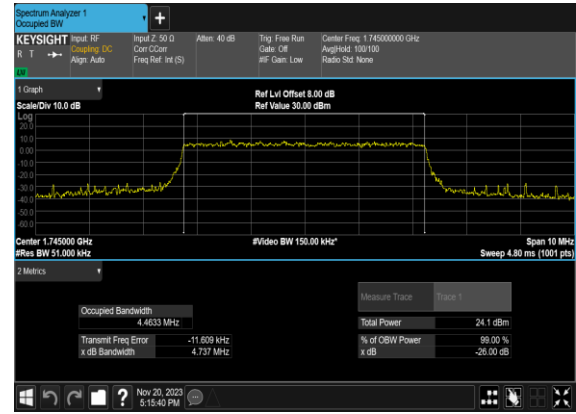 Spectrum Analyzer 1
Occupied BW
+
KEYSIGHT Input: RF Input Z: 50 Ω Atten: 40 dB Trig: Free Run Center Freq: 1.745000000 GHz
R T Coupling: DC Corr CCorr Gate: Off Avg|Hold: 100/100
Align: Auto Freq Ref: Int (S) #IF Gain: Low Radio Std: None
LW
1 Graph
Ref Lvl Offset 8.00 dB
Scale/Div 10.0 dB Ref Value 30.00 dBm
Log
20.0
10.0
0.00
-10.0
-20.0
-30.0
-40.0
-50.0
-60.0
Center 1.745000 GHz #Video BW 150.00 kHz* Span 10 MHz
#Res BW 51.000 kHz Sweep 4.80 ms (1001 pts)
2 Metrics
Measure Trace Trace 1
Occupied Bandwidth
4.4633 MHz
Total Power 24.1 dBm
Transmit Freq Error -11.609 kHz % of OBW Power 99.00 %
x dB Bandwidth 4.737 MHz x dB -26.00 dB
?
Nov 20, 2023
5:15:40 PM